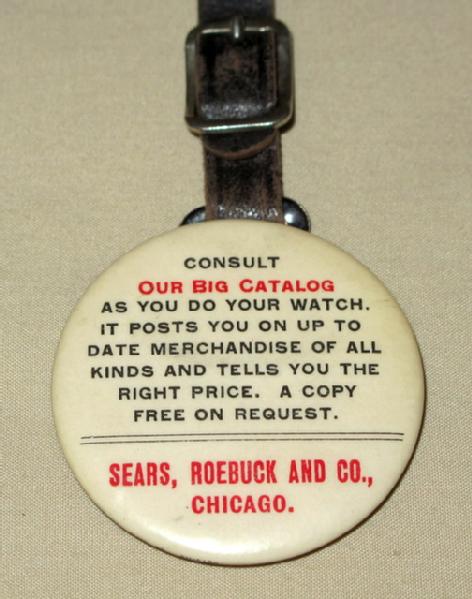 CONSULT
OUR BIG CATALOG
AS YOU DO YOUR WATCH.
IT POSTS YOU ON UP TO
DATE MERCHANDISE OF ALL
KINDS AND TELLS YOU THE
RIGHT PRICE. A COPY
FREE ON REQUEST.
SEARS, ROEBUCK AND CO.,
CHICAGO.